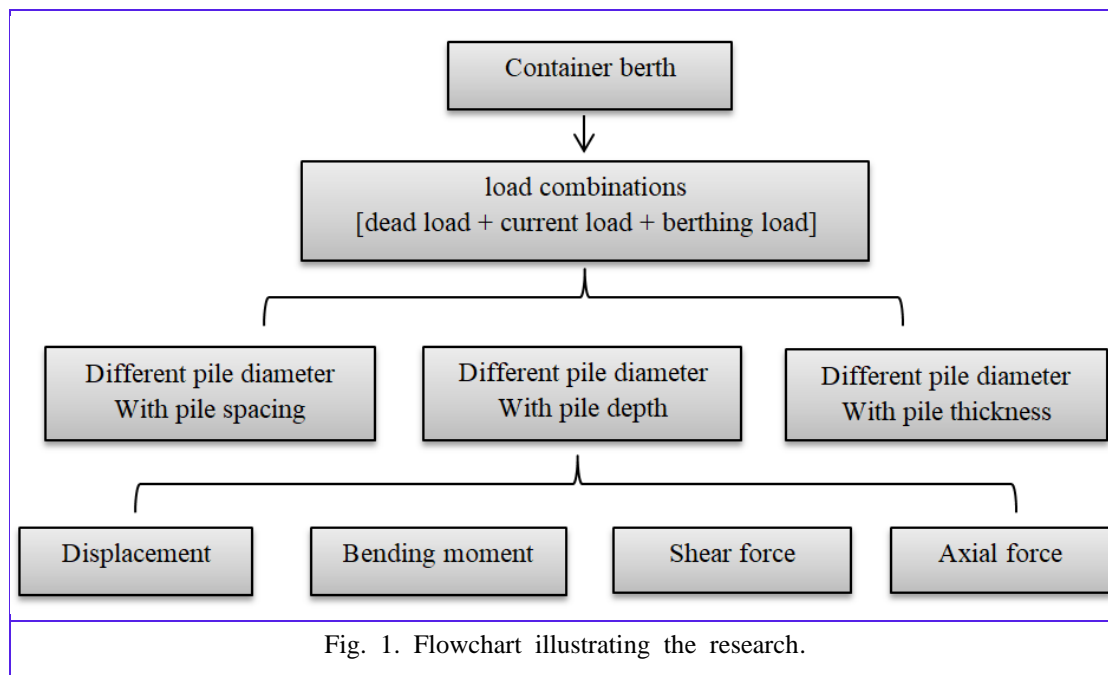 Container berth
load combinations
[dead load + current load + berthing load]
Different pile diameter
With pile spacing
Different pile diameter
With pile depth
Different pile diameter
With pile thickness
Displacement
Bending moment
Shear force
Axial force
Fig. 1. Flowchart illustrating the research.